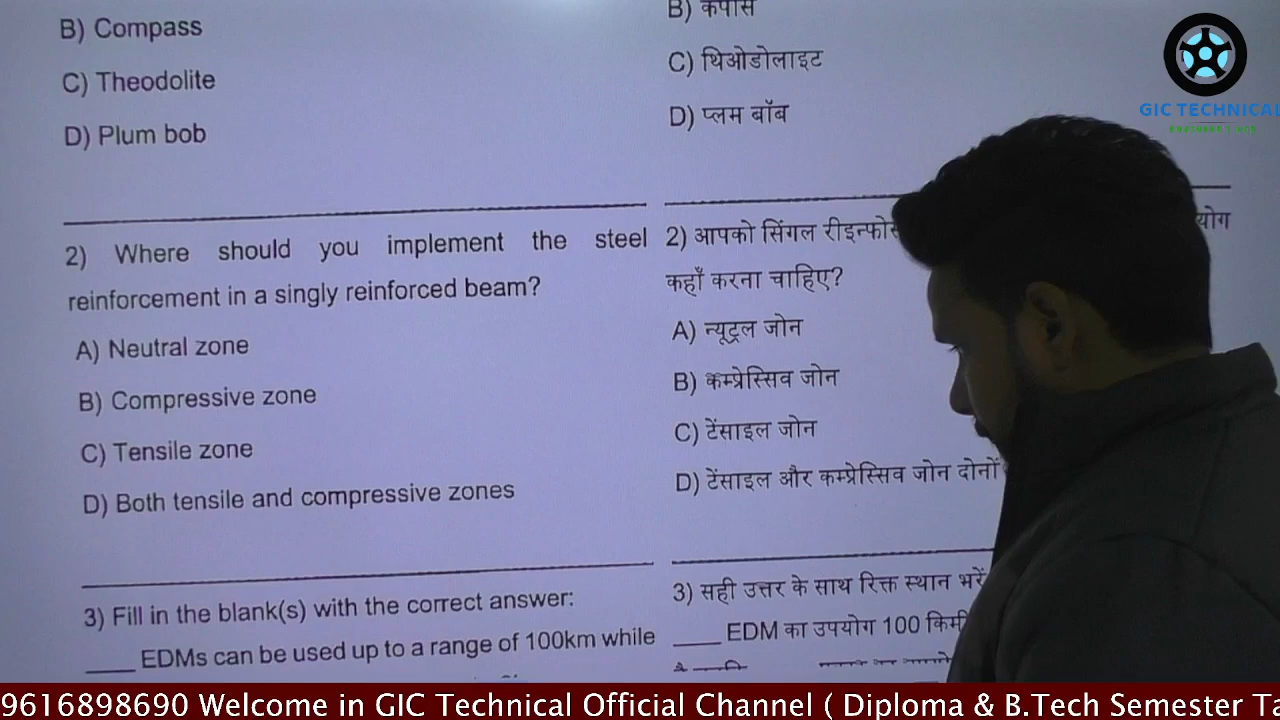 B) Compass
C) Theodolite
D) Plum bob
2) Where should you implement the steel
reinforcement in a singly reinforced beam?
A) Neutral zone
B) Compressive zone
C) Tensile zone
D) Both tensile and compressive zones
3) Fill in the blank(s) with the correct answer:
____ EDMs can be used up to a range of 100km while
B) कंपास
C) थिओडोलाइट
D) प्लम बॉब
2) आपको सिंगल
कहाँ करना चाहिए?
A) न्यूट्रल जोन
B) कम्प्रेस्सिव जोन
C) टेंसाइल जोन
D) टेंसाइल और कम्प्रेस्सिव जोन दोनों
3) सही उत्तर के साथ रिक्त स्थान भरें
____ EDM का उपयोग 100 किमी
GIC TECHNICAL
9616898690 Welcome in GIC Technical Official Channel ( Diploma & B.Tech Semester